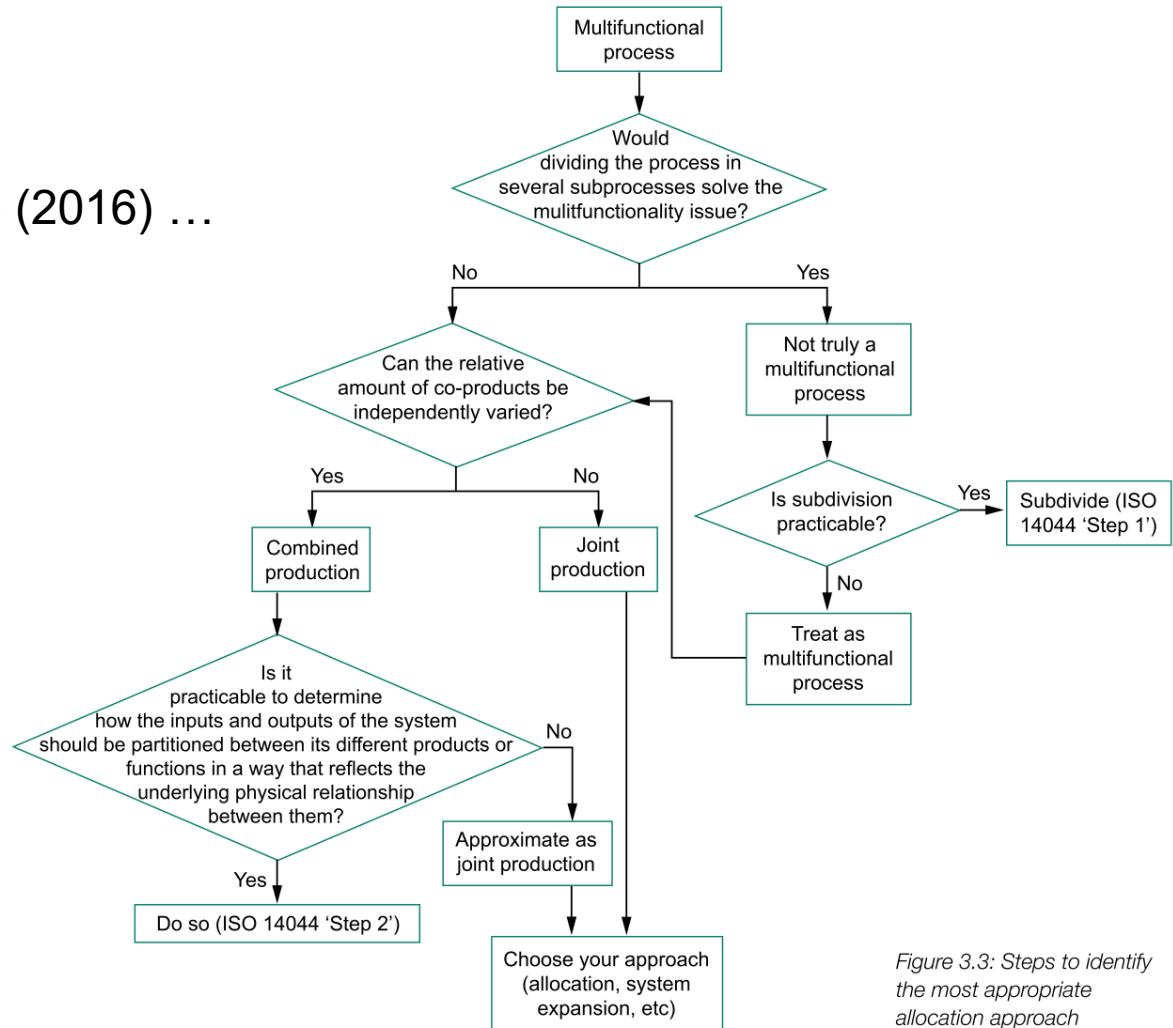 Multifunctional
process
(2016) …
Would
dividing the process in
several subprocesses solve the
mulitfunctionality issue?
No
Yes
Can the relative
amount of co-products be
independently varied?
Not truly a
multifunctional
process
Yes
No
Is subdivision
practicable?
Yes
Subdivide (ISO
14044 ‘Step 1’)
Combined
production
Joint
production
No
Treat as
multifunctional
process
Is it
practicable to determine
how the inputs and outputs of the system
should be partitioned between its different products or
functions in a way that reflects the
underlying physical relationship
between them?
No
Approximate as
joint production
Yes
Do so (ISO 14044 ‘Step 2’)
Choose your approach
(allocation, system
expansion, etc)
Figure 3.3: Steps to identify
the most appropriate
allocation approach